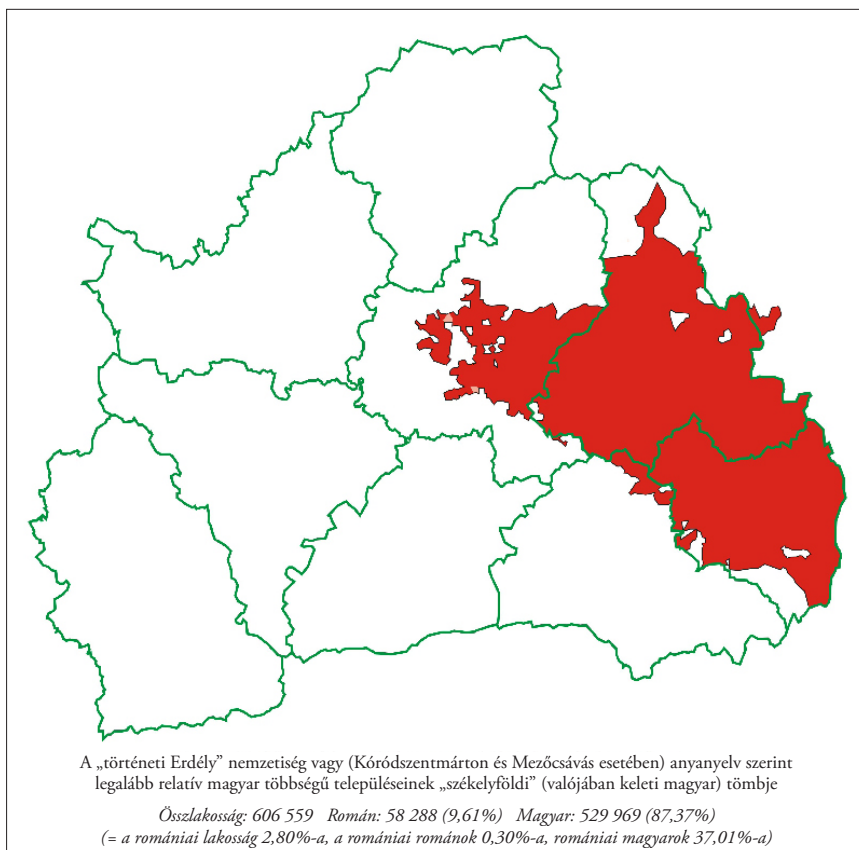 A „történeti Erdély” nemzetiség vagy (Kóródszentmárton és Mezőcsávás esetében) anyanyelv szerint
legalább relatív magyar többségű településeinek „székelyföldi” (valójában keleti magyar) tömbje
Összlakosság: 606 559 Román: 58 288 (9,61%) Magyar: 529 969 (87,37%)
(= a romániai lakosság 2,80%-a, a romániai románok 0,30%-a, romániai magyarok 37,01%-a)